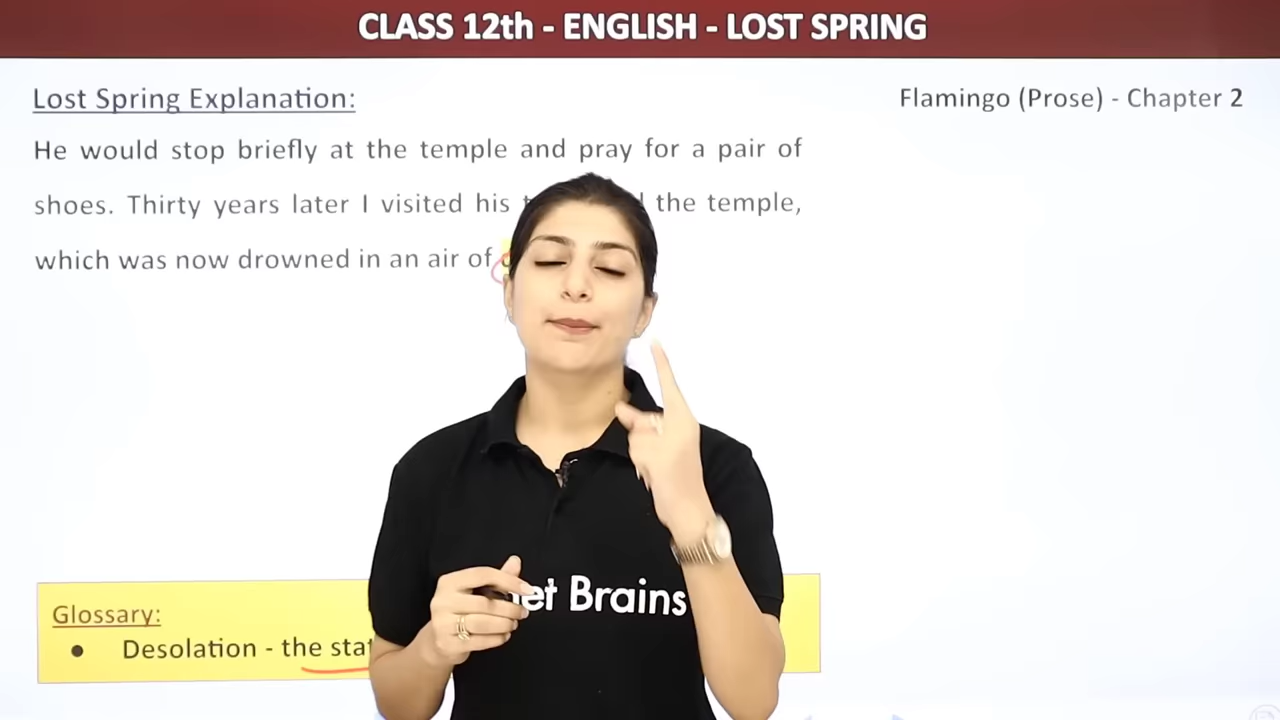 CLASS 12th - ENGLISH - LOST SPRING
Lost Spring Explanation:
Flamingo (Prose) - Chapter 2
He would stop briefly at the temple and pray for a pair of
shoes. Thirty years later I visited his the temple,
which was now drowned in an air of
Glossary:
● Desolation - the
Brains